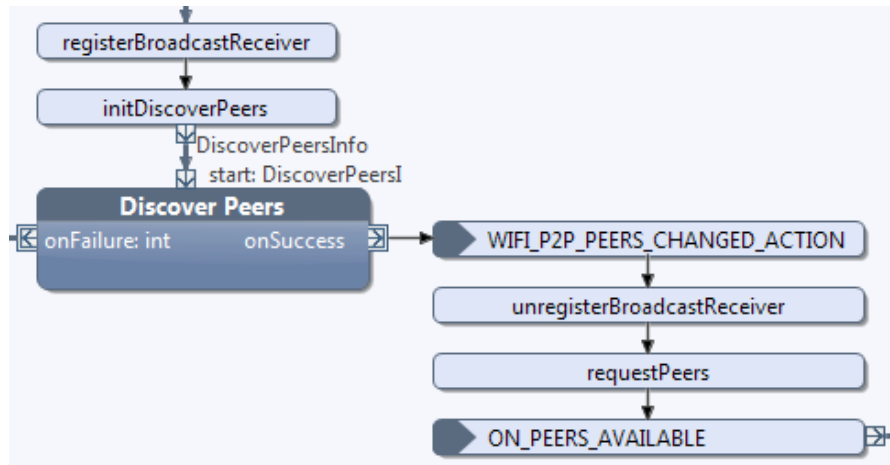 registerBroadcastReceiver
initDiscoverPeers
DiscoverPeersInfo
start: DiscoverPeersI
Discover Peers
onFailure: int onSuccess
WIFI_P2P_PEERS_CHANGED_ACTION
unregisterBroadcastReceiver
requestPeers
ON_PEERS_AVAILABLE